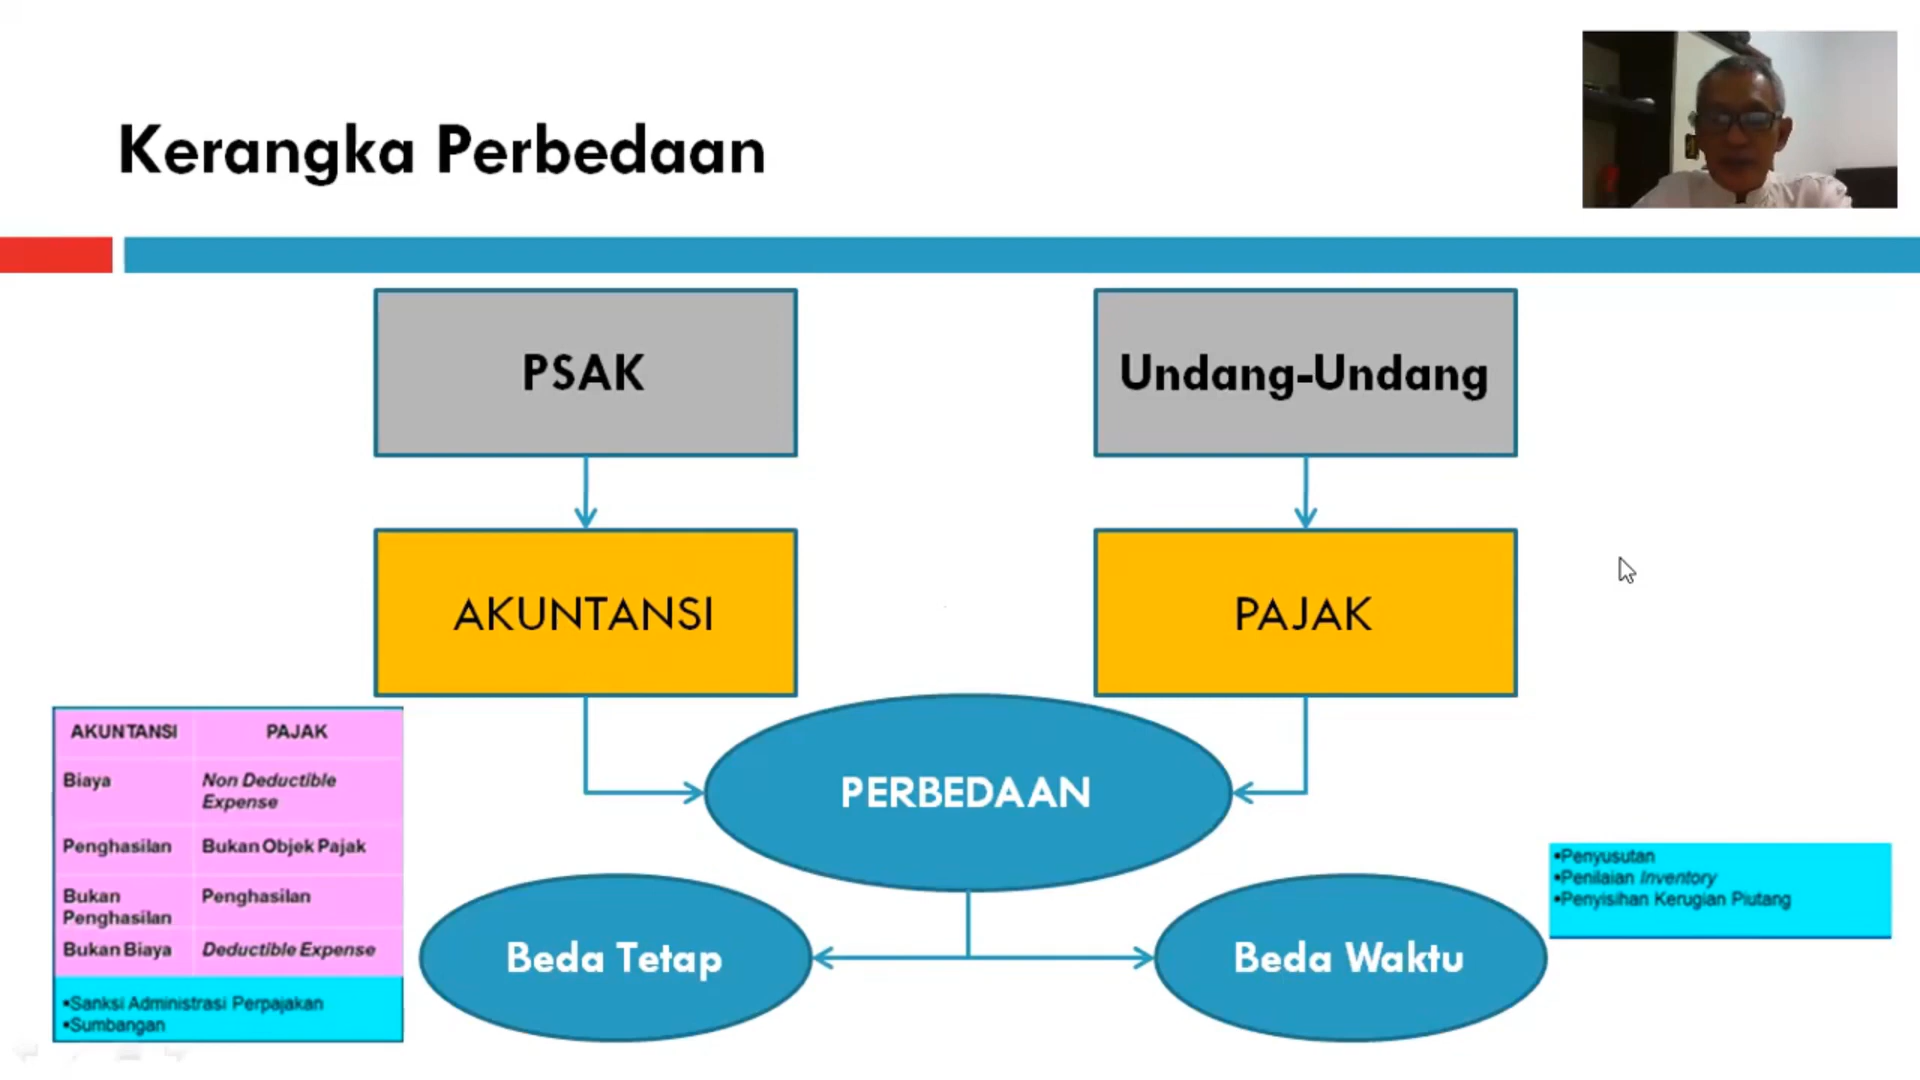 Kerangka Perbedaan
PSAK
Undang-Undang
AKUNTANSI
PAJAK
PERBEDAAN
AKUNTANSI PAJAK
Biaya Non Deductible
Expense
Penghasilan Bukan Objek Pajak
Bukan Penghasilan
Penghasilan
Bukan Biaya Deductible Expense
▪Sanksi Administrasi Perpajakan
▪Sumbangan
Beda Tetap
Beda Waktu
▪Penyusutan
▪Penilaian Inventory
▪Penyisihan Kerugian Piutang